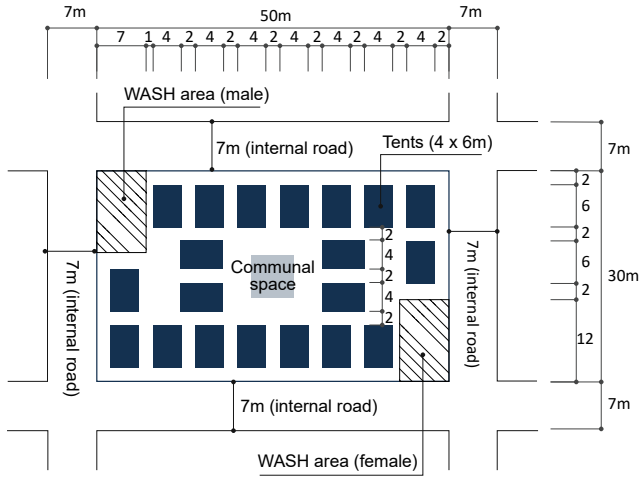 7m
50m
7m
7
1
4
2
4
2
4
2
4
2
4
2
4
2
4
2
WASH area (male)
7m (internal road)
Tents (4 x 6m)
7m
2
6
2
6
2
12
30m
7m
2
4
2
4
2
Communal
space
7m (internal road)
7m (internal road)
7m (internal road)
WASH area (female)